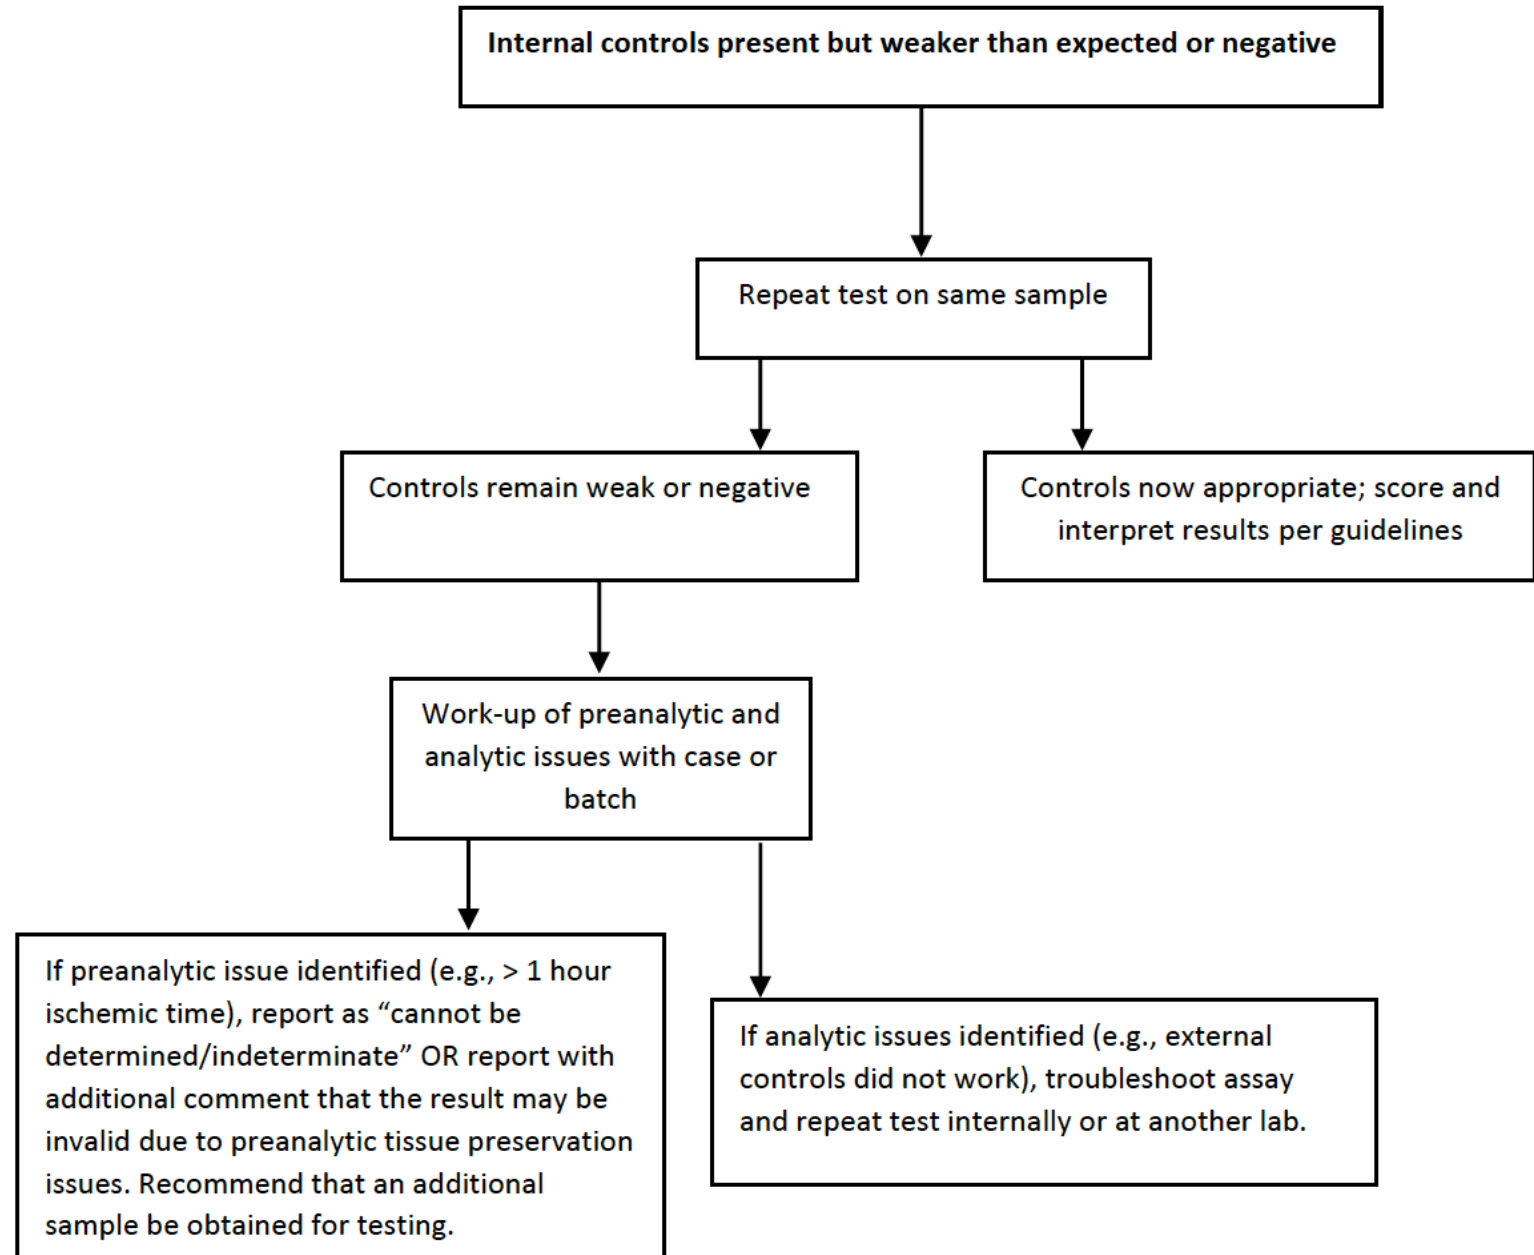 Internal controls present but weaker than expected or negative
Repeat test on same sample
Controls remain weak or negative
Controls now appropriate; score and
interpret results per guidelines
Work-up of preanalytic and
analytic issues with case or
batch
If preanalytic issue identified (e.g., > 1 hour
ischemic time), report as “cannot be
determined/indeterminate” OR report with
additional comment that the result may be
invalid due to preanalytic tissue preservation
issues. Recommend that an additional
sample be obtained for testing.
If analytic issues identified (e.g., external
controls did not work), troubleshoot assay
and repeat test internally or at another lab.